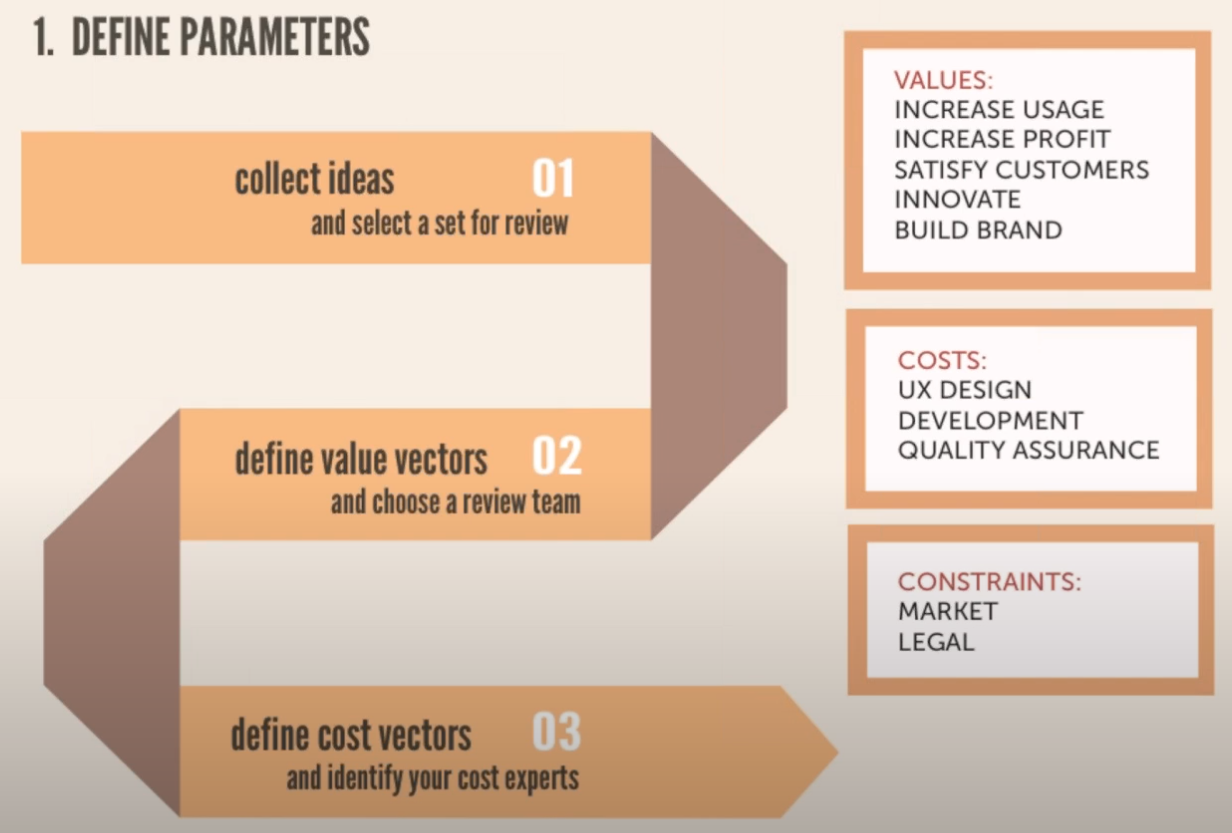 1. DEFINE PARAMETERS
collect ideas 01
and select a set for review
define value vectors 02
and choose a review team
define cost vectors 03
and identify your cost experts
VALUES:
INCREASE USAGE
INCREASE PROFIT
SATISFY CUSTOMERS
INNOVATE
BUILD BRAND
COSTS:
UX DESIGN
DEVELOPMENT
QUALITY ASSURANCE
CONSTRAINTS:
MARKET
LEGAL